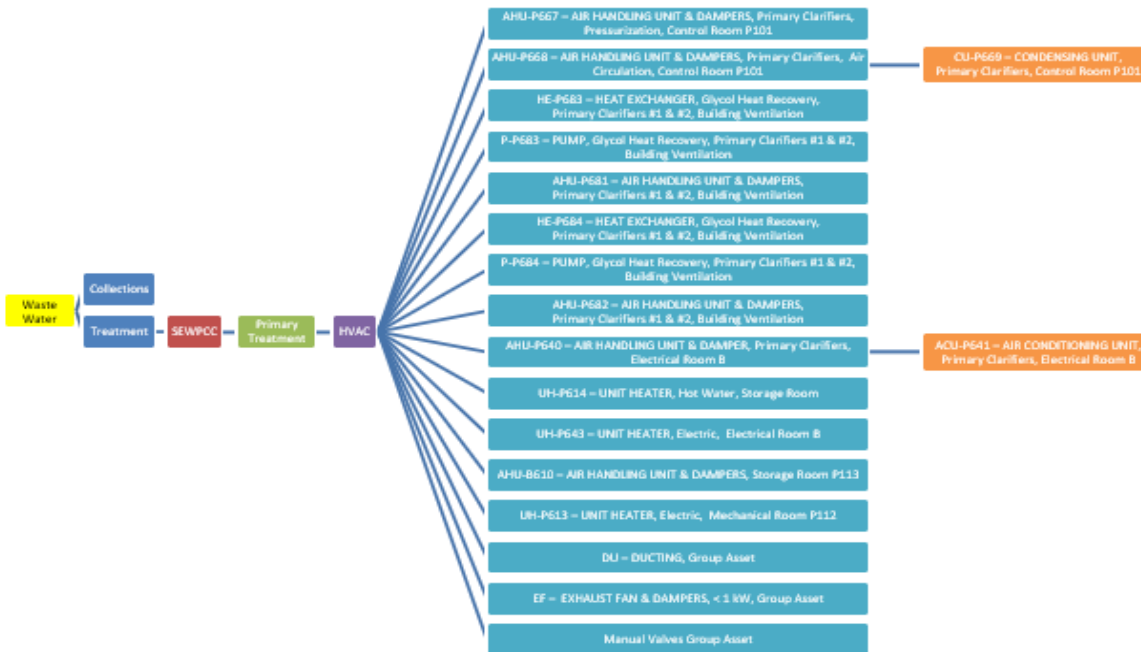 AHU-P667 – AIR HANDLING UNIT & DAMPERS, Primary Clarifiers,
Pressurization, Control Room P101
AHU-P668 – AIR HANDLING UNIT & DAMPERS, Primary Clarifiers, Air
Circulation, Control Room P101
CU-P669 – CONDENSING UNIT,
Primary Clarifiers, Control Room P101
HE-P683 – HEAT EXCHANGER, Glycol Heat Recovery,
Primary Clarifiers #1 & #2, Building Ventilation
P-P683 – PUMP, Glycol Heat Recovery, Primary Clarifiers #1 & #2,
Building Ventilation
AHU-P681 – AIR HANDLING UNIT & DAMPERS,
Primary Clarifiers #1 & #2, Building Ventilation
HE-P684 – HEAT EXCHANGER, Glycol Heat Recovery,
Primary Clarifiers #1 & #2, Building Ventilation
P-P684 – PUMP, Glycol Heat Recovery, Primary Clarifiers #1 & #2,
Building Ventilation
Collections
Waste
Water
Treatment
SEWPCC
Primary
Treatment
HVAC
AHU-P682 – AIR HANDLING UNIT & DAMPERS,
Primary Clarifiers #1 & #2, Building Ventilation
AHU-P640 – AIR HANDLING UNIT & DAMPER, Primary Clarifiers,
Electrical Room B
ACU-P641 – AIR CONDITIONING UNIT,
Primary Clarifiers, Electrical Room B
UH-P614 – UNIT HEATER, Hot Water, Storage Room
UH-P643 – UNIT HEATER, Electric, Electrical Room B
AHU-B610 – AIR HANDLING UNIT & DAMPERS, Storage Room P113
UH-P613 – UNIT HEATER, Electric, Mechanical Room P112
DU – DUCTING, Group Asset
EF – EXHAUST FAN & DAMPERS, < 1 kW, Group Asset
Manual Valves Group Asset